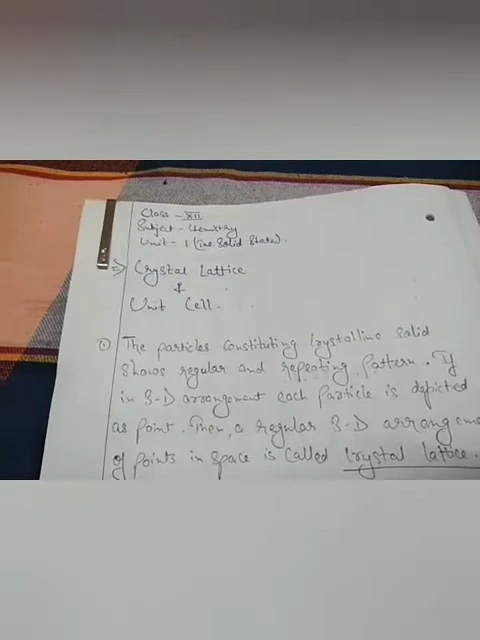 Class - XII
Subject - Chemistry
Unit - 1 (i.e. Solid State).
=> Crystal Lattice
&
Unit Cell.
① The particles constituting Crystalline Solid
Shows regular and repeating pattern. If
in 3-D arrangement each particle is depicted
as point. Then, a regular 3-D arrangeme
of points in space is called Crystal lattice.